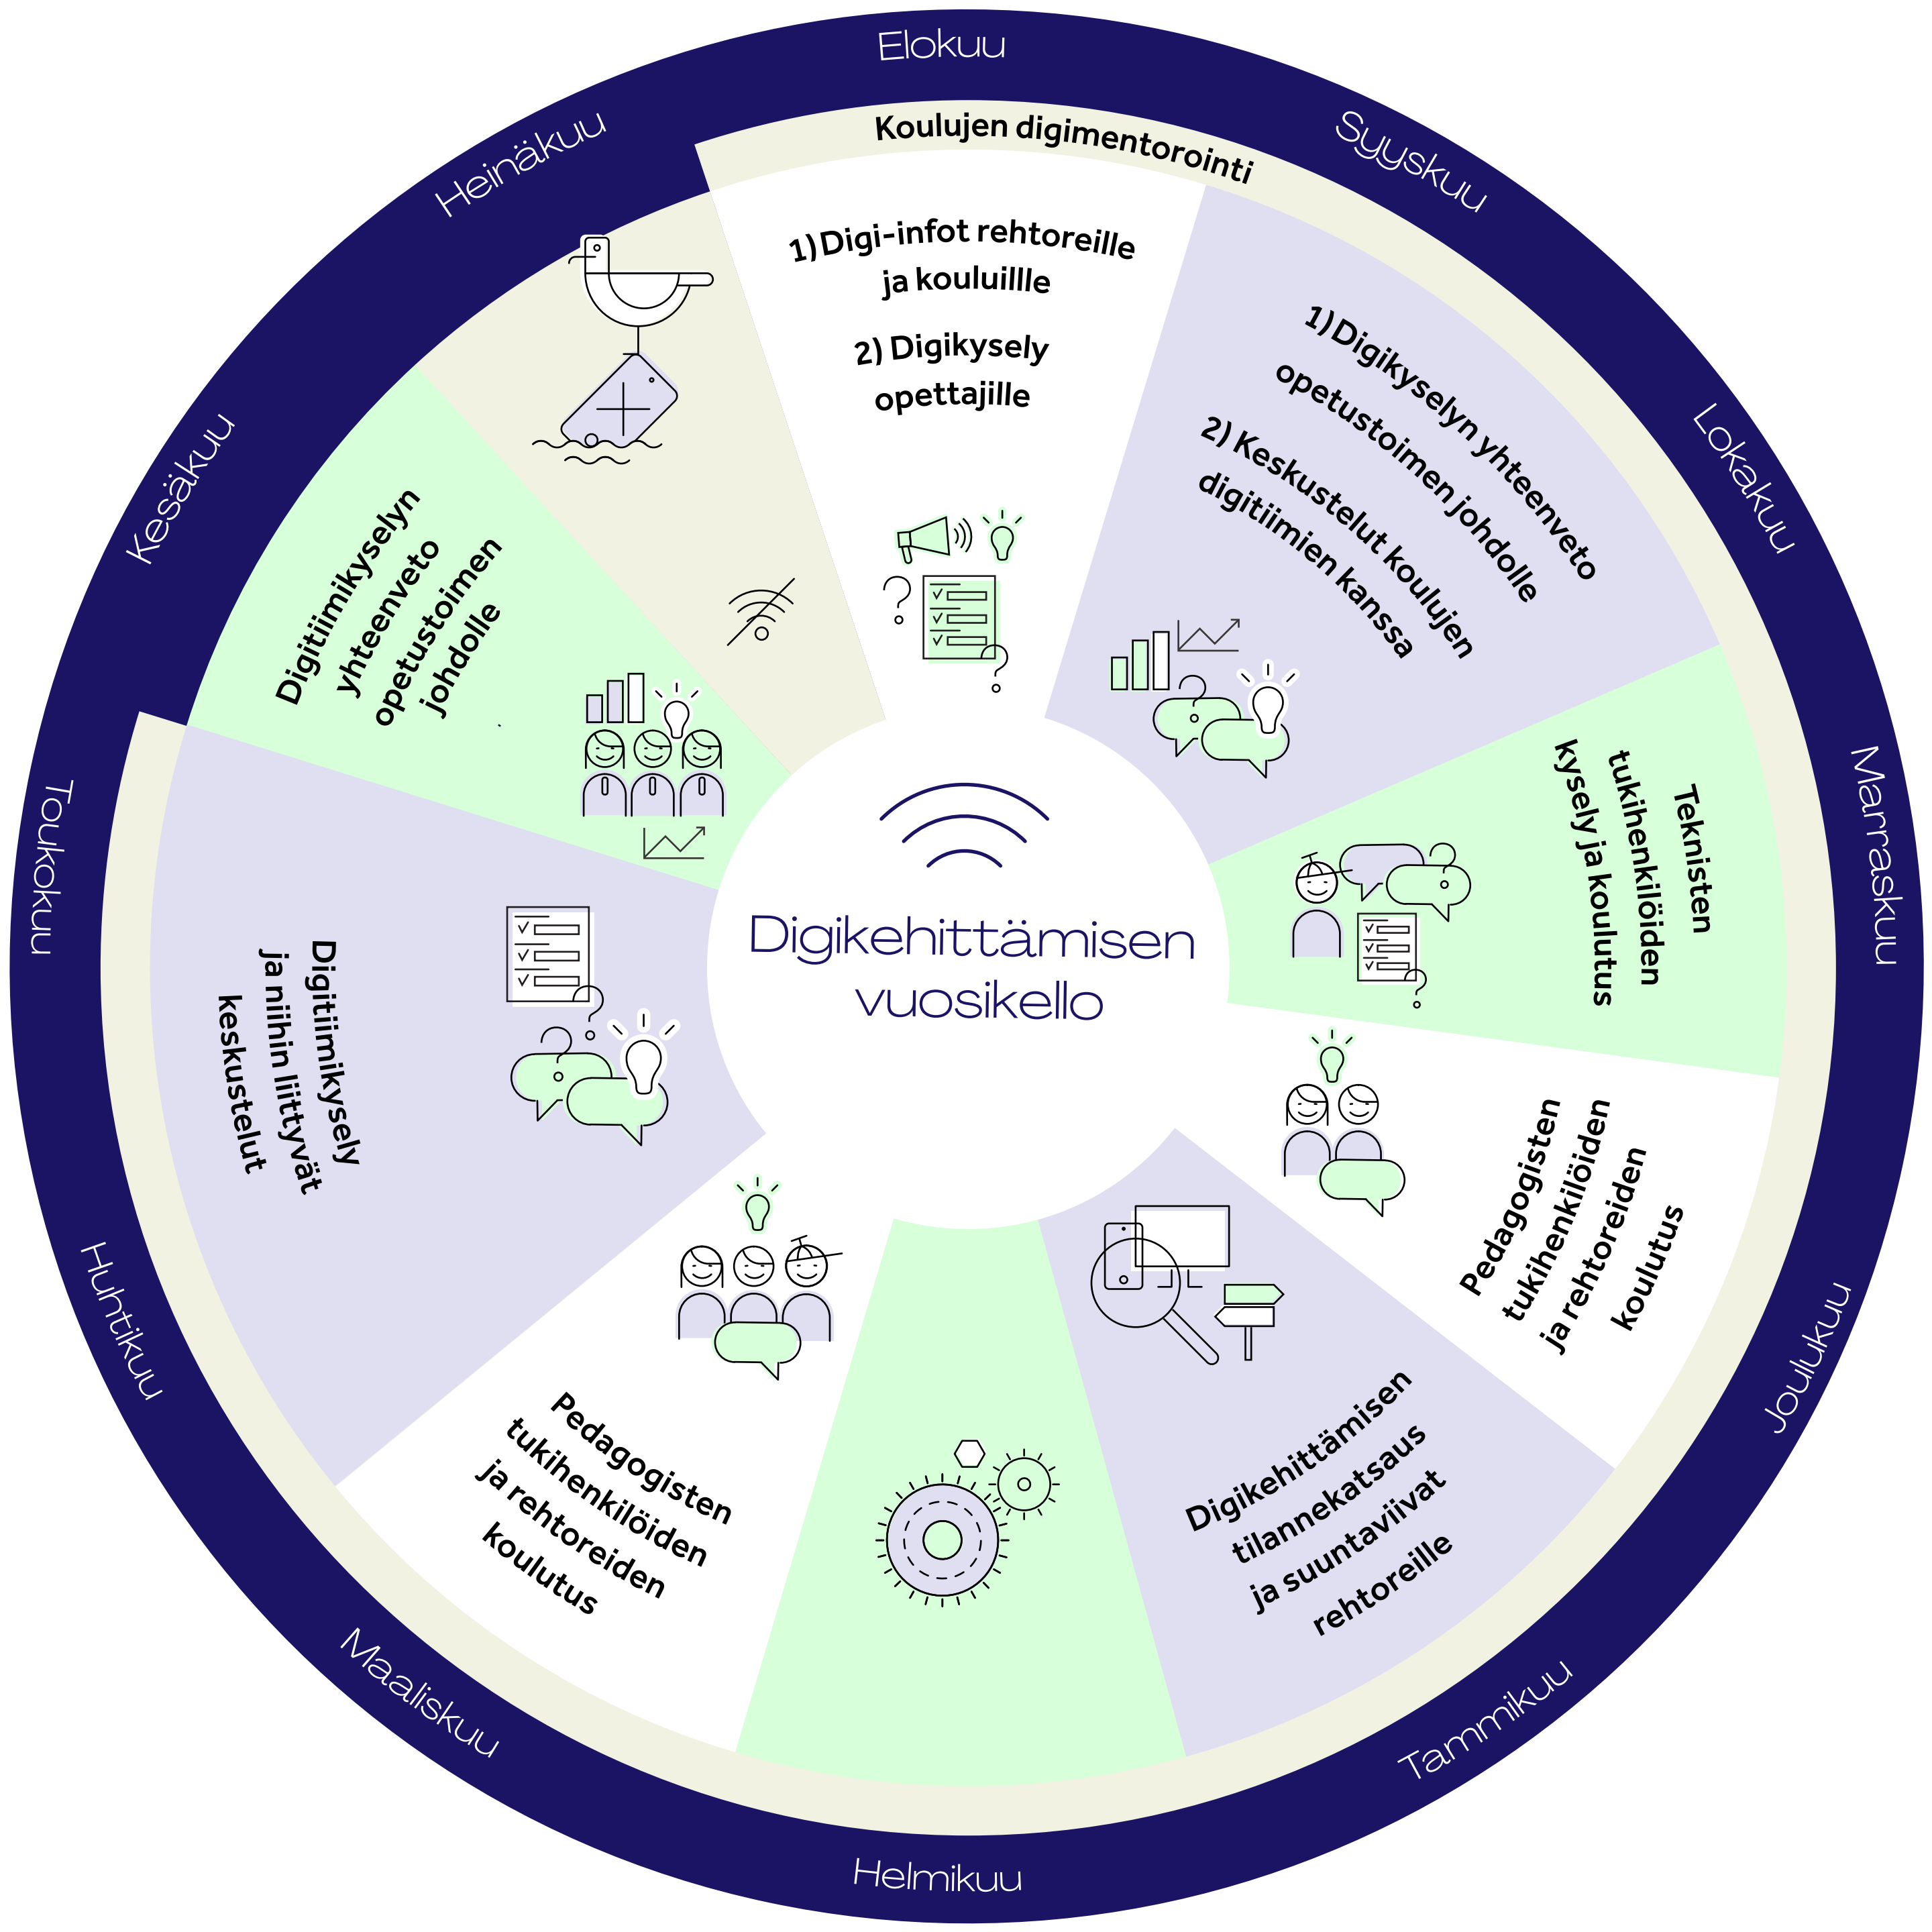 Elokuu
Syyskuu
Lokakuu
Marraskuu
Joulukuu
Tammikuu
Helmikuu
Maaliskuu
Huhtikuu
Toukokuu
Kesäkuu
Heinäkuu
Koulujen digimentorointi
1) Digi-infot rehtoreille
ja kouluillle
2) Digikysely
opettajille
1) Digikyselyn yhteenveto
opetustoimen johdolle
2) Keskustelut koulujen
digitiimien kanssa
Teknisten
tukihenkilöiden
kysely ja koulutus
Pedagogisten
tukihenkilöiden
ja rehtoreiden
koulutus
Digikehittämisen
tilannekatsaus
ja suuntaviivat
rehtoreille
Pedagogisten
tukihenkilöiden
ja rehtoreiden
koulutus
Digitiimikysely
ja niihin liittyvät
keskustelut
Digitiimikyselyn
yhteenveto
opetustoimen
johdolle
Digikehittämisen
vuosikello